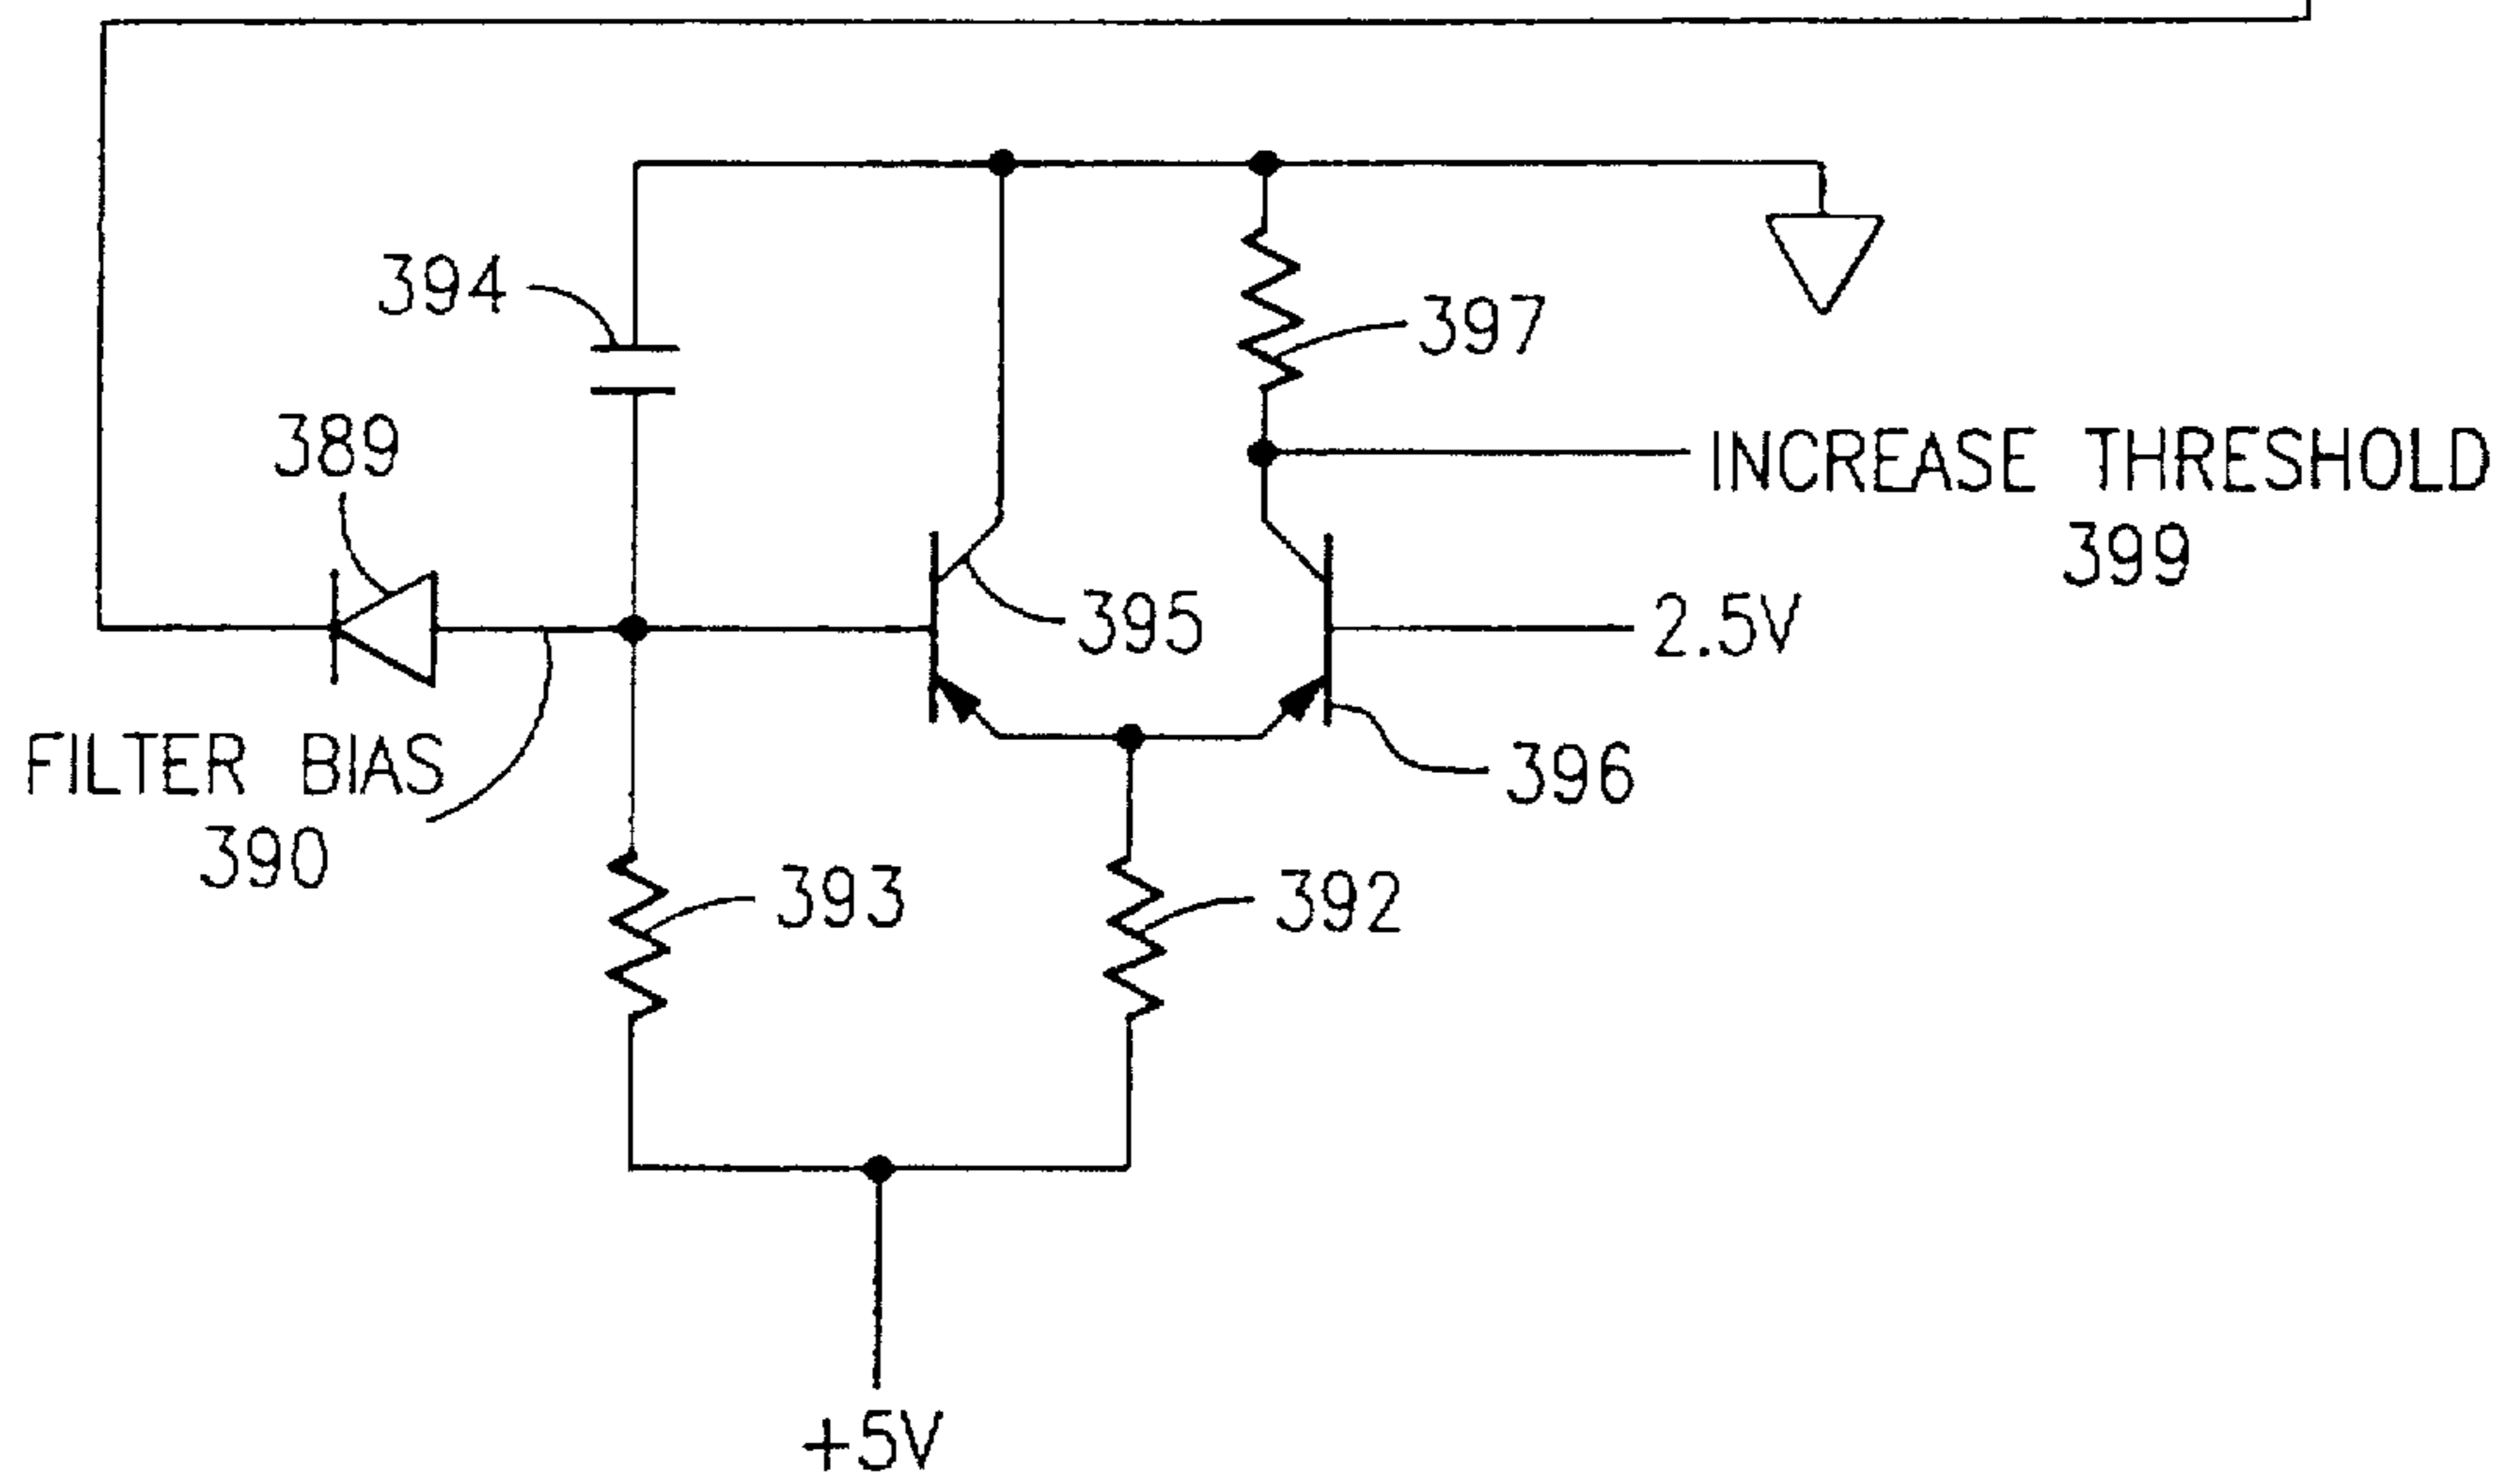 394
397
389
INCREASE THRESHOLD
399
395
2.5V
FILTER BIAS
390
396
393
392
+5V